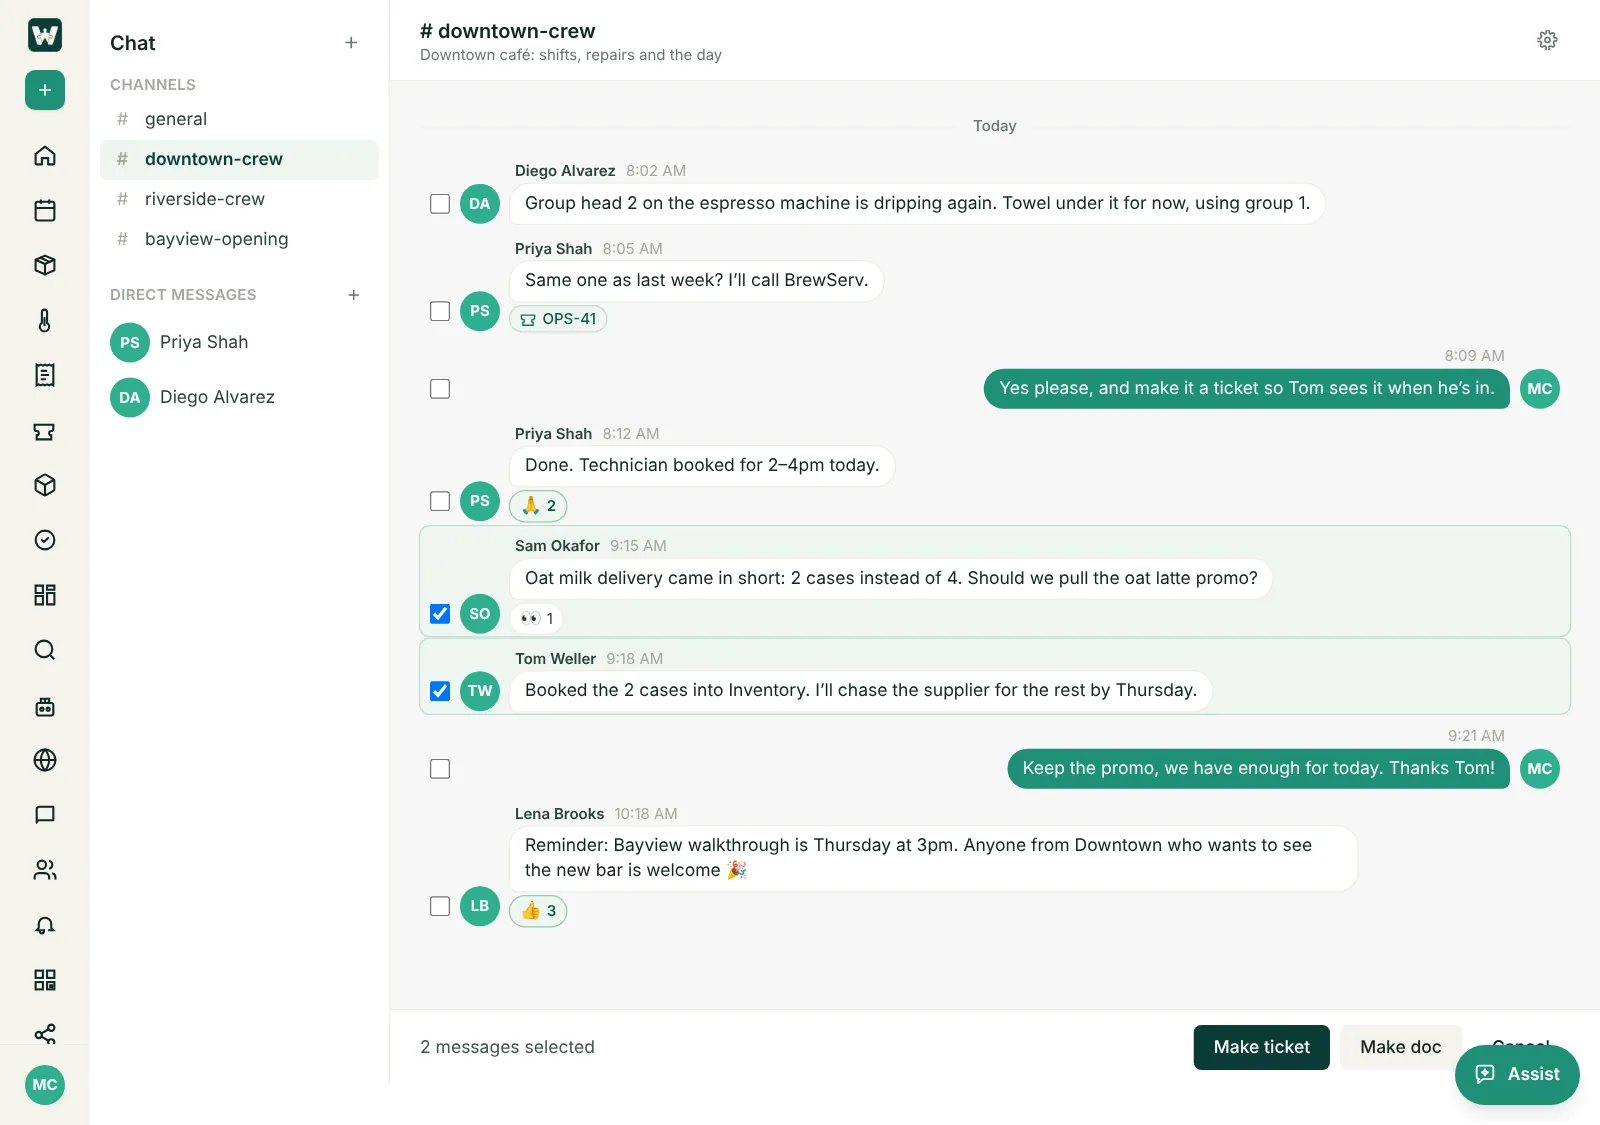 W
+
Chat
+
CHANNELS
# general
# downtown-crew
# riverside-crew
# bayview-opening
DIRECT MESSAGES +
PS Priya Shah
DA Diego Alvarez
MC
# downtown-crew
Downtown café: shifts, repairs and the day
Today
Diego Alvarez 8:02 AM
DA Group head 2 on the espresso machine is dripping again. Towel under it for now, using group 1.
Priya Shah 8:05 AM
Same one as last week? I’ll call BrewServ.
PS OPS-41
8:09 AM
Yes please, and make it a ticket so Tom sees it when he’s in. MC
Priya Shah 8:12 AM
Done. Technician booked for 2–4pm today.
PS 🙏 2
Sam Okafor 9:15 AM
Oat milk delivery came in short: 2 cases instead of 4. Should we pull the oat latte promo?
SO 👀 1
Tom Weller 9:18 AM
TW Booked the 2 cases into Inventory. I’ll chase the supplier for the rest by Thursday.
9:21 AM
Keep the promo, we have enough for today. Thanks Tom! MC
Lena Brooks 10:18 AM
Reminder: Bayview walkthrough is Thursday at 3pm. Anyone from Downtown who wants to see
the new bar is welcome 🎉
LB 👍 3
2 messages selected
Make ticket
Make doc
Cancel
Assist